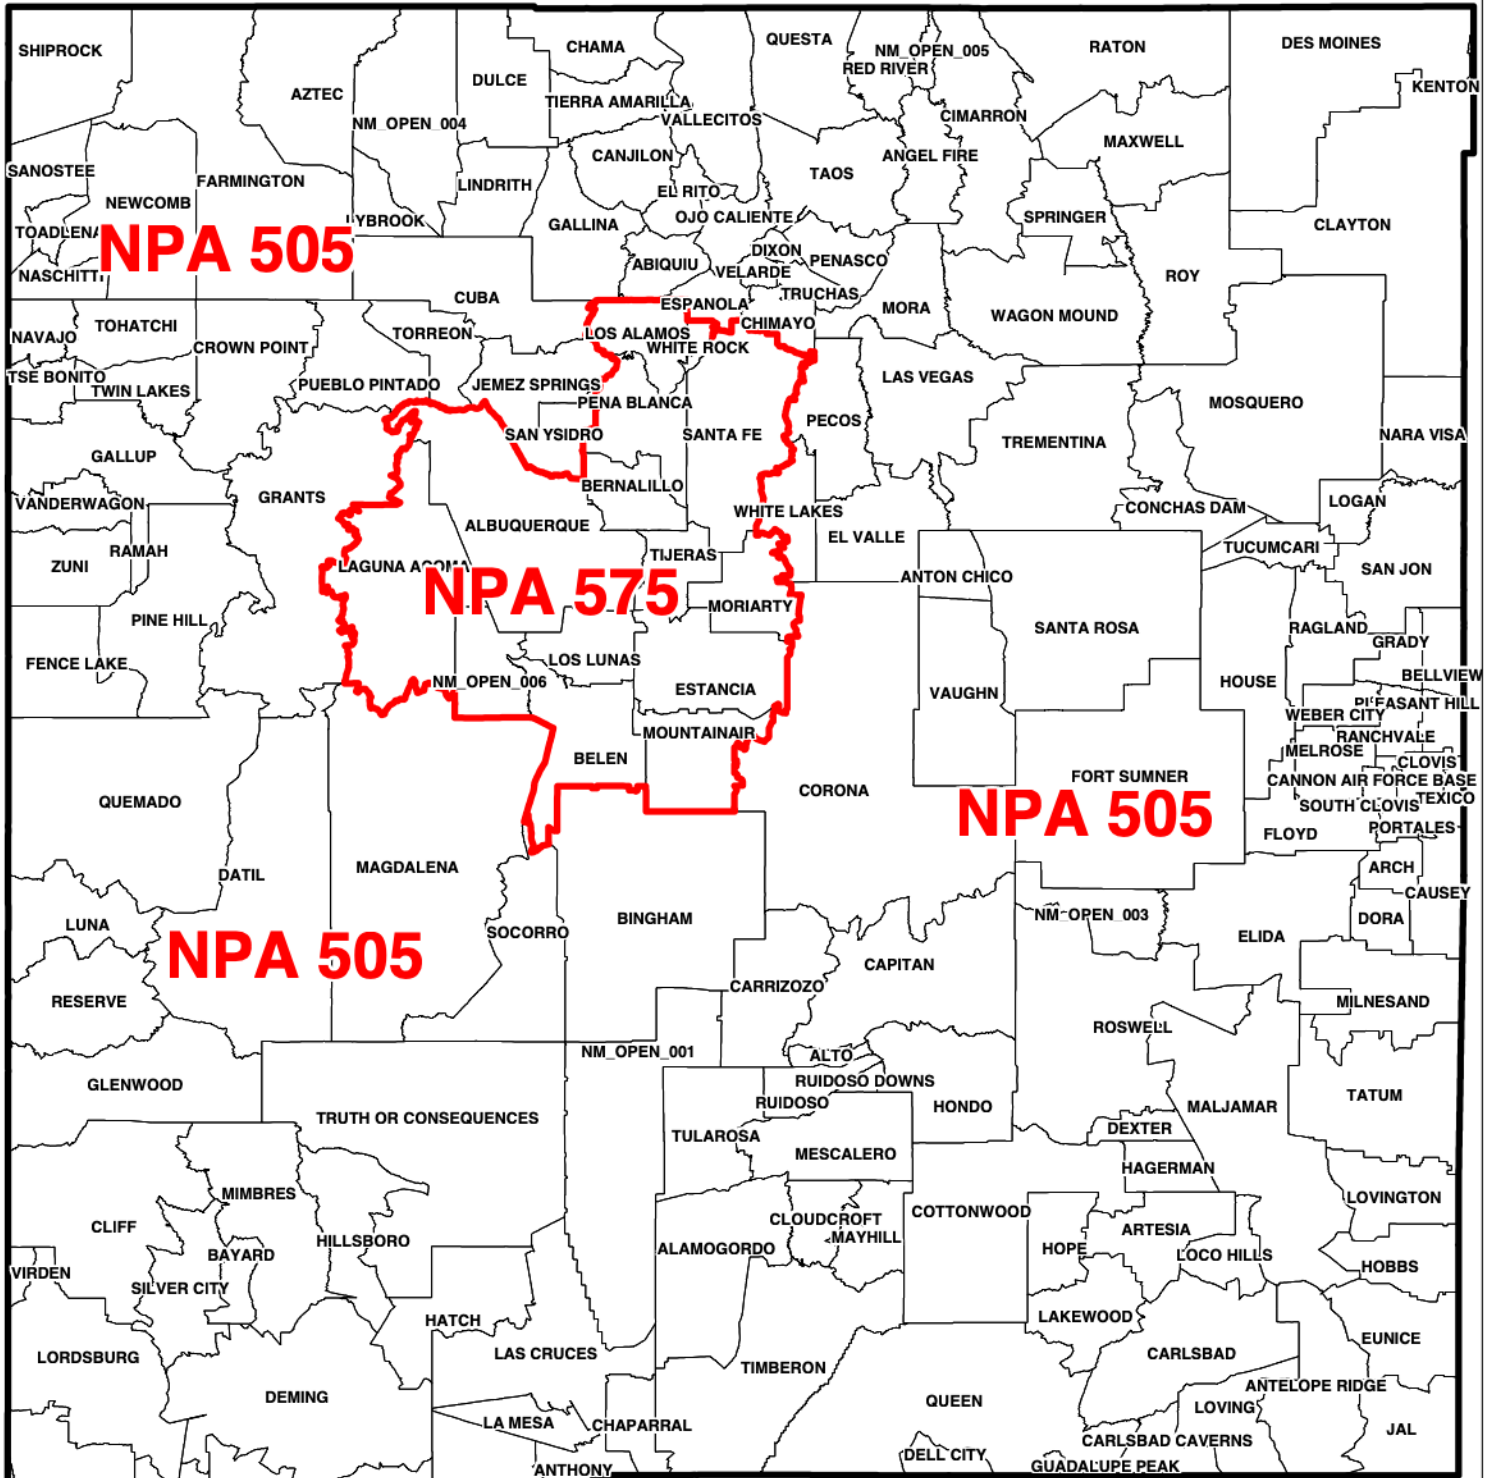 SHIPROCK
CHAMA
QUESTA
NM_OPEN_005
RED RIVER
RATON
DES MOINES
KENTON
AZTEC
DULCE
TIERRA AMARILLA
VALLECITOS
CIMARRON
NM_OPEN_004
MAXWELL
SANOSTEE
FARMINGTON
CANJILON
ANGEL FIRE
TAOS
LINDRITH
EL RITO
NEWCOMB
LYBROOK
GALLINA
OJO CALIENTE
SPRINGER
CLAYTON
TOADLENA
NPA 505
NASCHITTI
ABIQUIU
DIXON
VELARDE
PENASCO
ROY
CUBA
ESPANOLA
TRUCHAS
MORA
WAGON MOUND
NAVAJO
TOHATCHI
CROWN POINT
TORREON
LOS ALAMOS
WHITE ROCK
CHIMAYO
TSE BONITO
TWIN LAKES
PUEBLO PINTADO
JEMEZ SPRINGS
PENA BLANCA
LAS VEGAS
MOSQUERO
SAN YSIDRO
SANTA FE
PECOS
TREMENTINA
NARA VISA
GALLUP
GRANTS
BERNALILLO
VANDERWAGON
WHITE LAKES
CONCHAS DAM
LOGAN
ALBUQUERQUE
EL VALLE
TUCUMCARI
ZUNI
RAMAH
LAGUNA ACOMA
TIJERAS
ANTON CHICO
SAN JON
NPA 575
MORIARTY
PINE HILL
SANTA ROSA
RAGLAND
GRADY
FENCE LAKE
LOS LUNAS
NM_OPEN_006
ESTANCIA
VAUGHN
HOUSE
BELLVIEW
PLEASANT HILL
WEBER CITY
MOUNTAINAIR
RANCHVALE
BELEN
MELROSE
CLOVIS
QUEMADO
CORONA
FORT SUMNER
CANNON AIR FORCE BASE
NPA 505
SOUTH CLOVIS
TEXICO
FLOYD
PORTALES
DATIL
MAGDALENA
ARCH
CAUSEY
LUNA
SOCORRO
BINGHAM
NM_OPEN_003
DORA
ELIDA
NPA 505
CAPITAN
RESERVE
CARRIZOZO
MILNESAND
ROSWELL
NM_OPEN_001
ALTO
GLENWOOD
RUIDOSO DOWNS
RUIDOSO
HONDO
MALJAMAR
TATUM
TRUTH OR CONSEQUENCES
TULAROSA
DEXTER
MESCALERO
HAGERMAN
MIMBRES
LOVINGTON
CLIFF
COTTONWOOD
CLOUDCROFT
MAYHILL
ARTESIA
HILLSBORO
BAYARD
ALAMOGORDO
HOPE
LOCO HILLS
VIRDEN
SILVER CITY
HOBBS
HATCH
LAKEWOOD
EUNICE
LORDSBURG
LAS CRUCES
TIMBERON
CARLSBAD
DEMING
ANTELOPE RIDGE
QUEEN
LOVING
LA MESA
CHAPARRAL
JAL
CARLSBAD CAVERNS
DELL CITY
ANTHONY
GUADALUPE PEAK